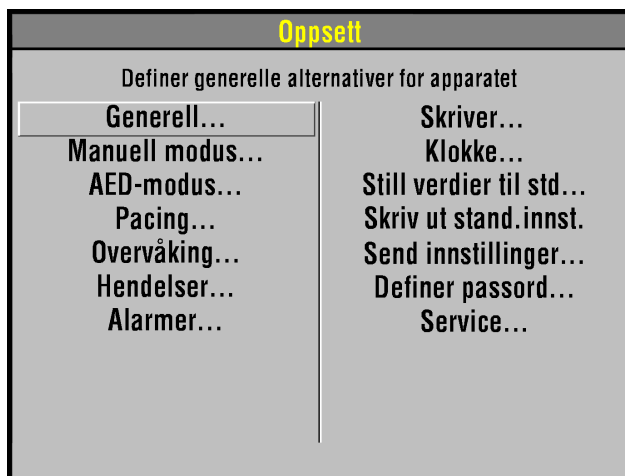 Oppsett
Definer generelle alternativer for apparatet
Generell...
Manuell modus...
AED-modus...
Pacing...
Overvåking...
Hendelser...
Alarmer...
Skriver...
Klokke...
Still verdier til std...
Skriv ut stand.innst.
Send innstillinger...
Definer passord...
Service...